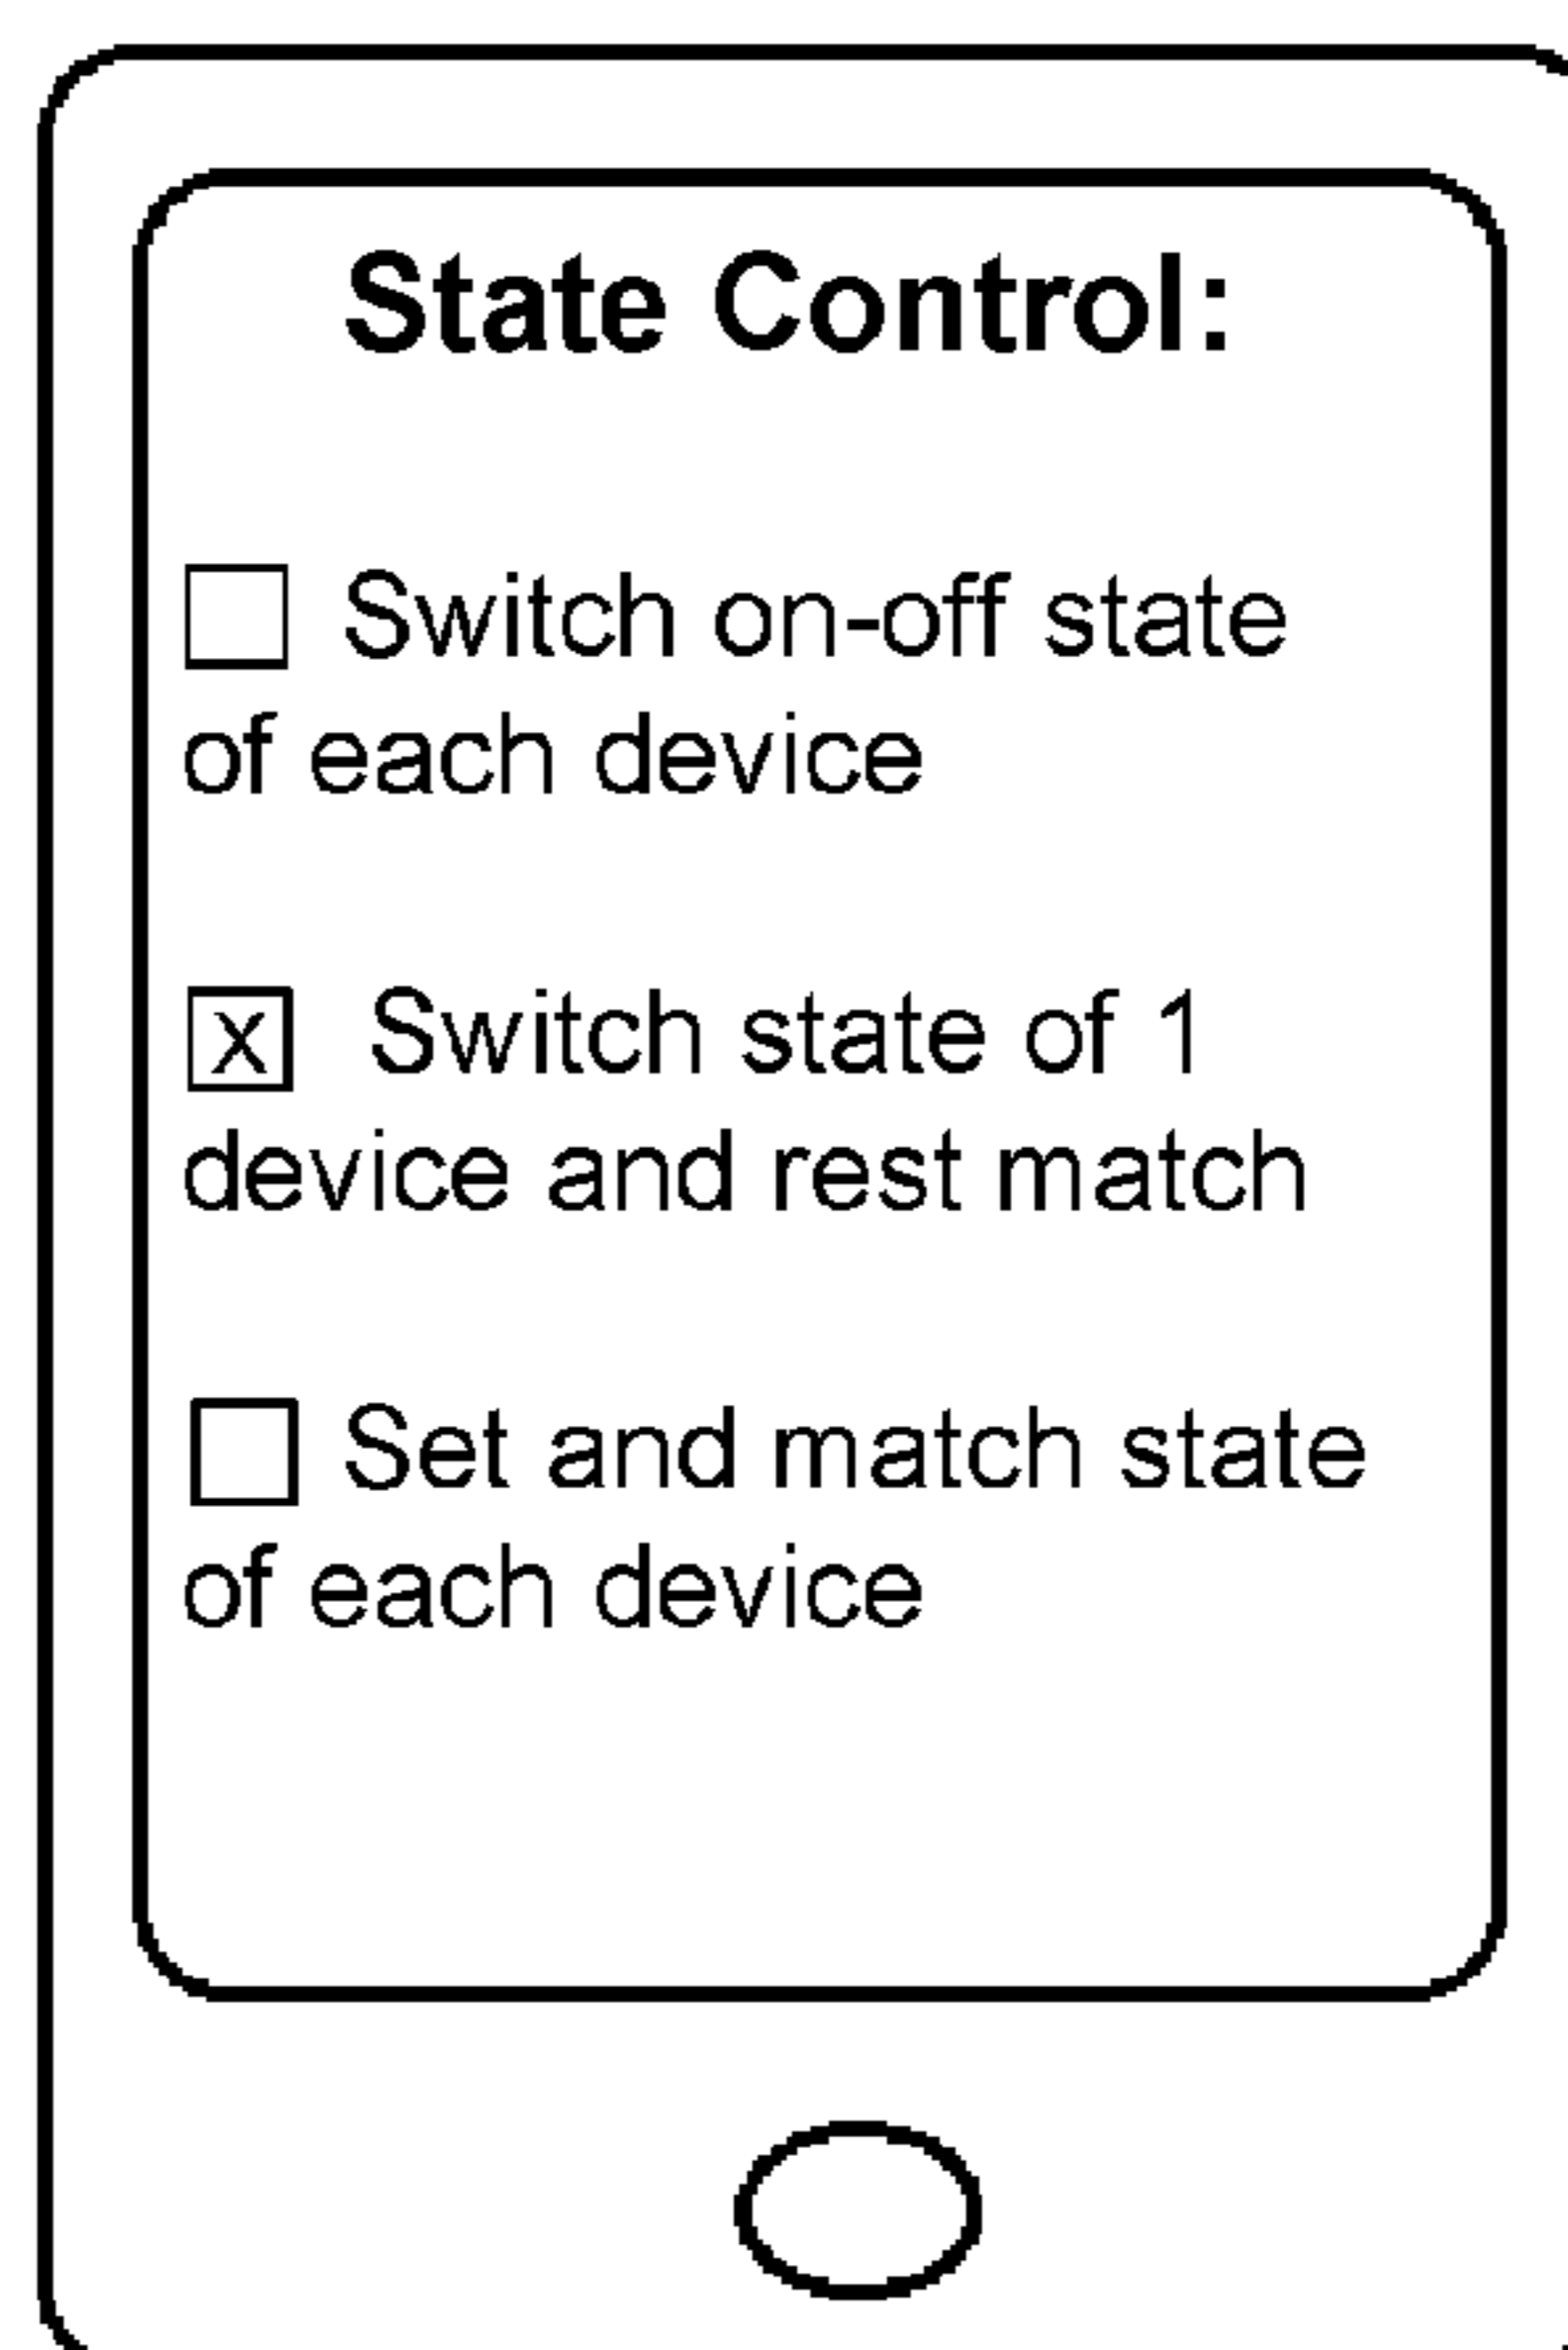 State Control:
Switch on-off state
of each device
x Switch state of 1
device and rest match
Set and match state
of each device